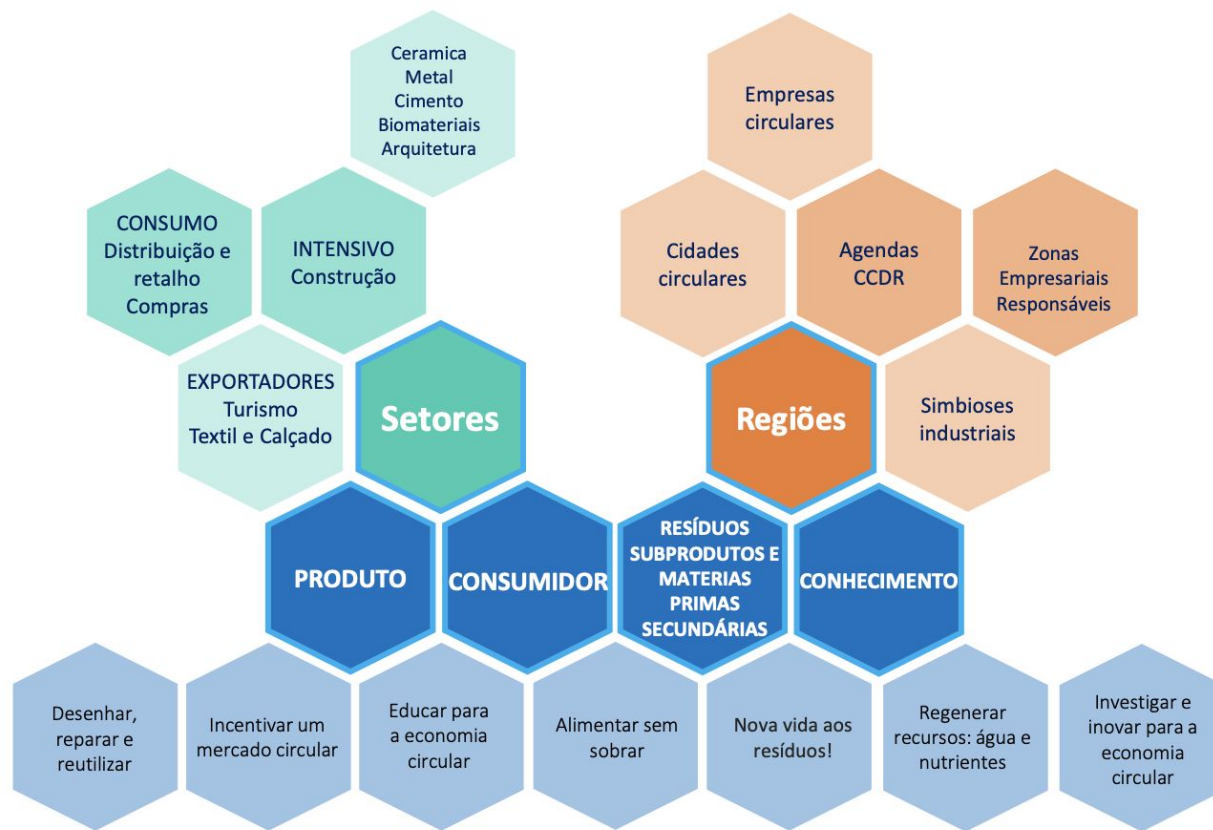 Ceramica
Metal
Cimento
Biomateriais
Arquitetura
Empresas
circulares
CONSUMO
Distribuição e
retalho
Compras
INTENSIVO
Construção
Cidades
circulares
Agendas
CCDR
Zonas
Empresariais
Responsáveis
EXPORTADORES
Turismo
Textil e Calçado
Setores
Regiões
Simbioses
industriais
PRODUTO
CONSUMIDOR
RESÍDUOS
SUBPRODUTOS E
MATERIAS
PRIMAS
SECUNDÁRIAS
CONHECIMENTO
Desenhar,
reparar e
reutilizar
Incentivar um
mercado circular
Educar para
a economia
circular
Alimentar sem
sobrar
Nova vida aos
resíduos!
Regenerar
recursos: água e
nutrientes
Investigar e
inovar para a
economia
circular